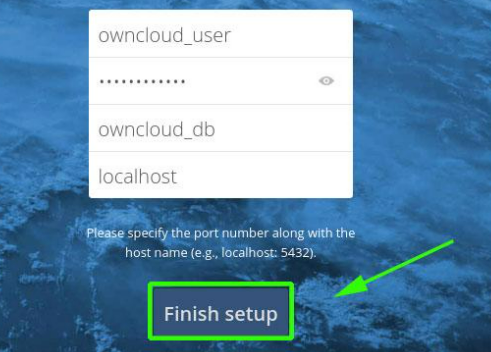 owncloud_user
••••••••••••
owncloud_db
localhost
Please specify the port number along with the
host name (e.g., localhost: 5432).
Finish setup